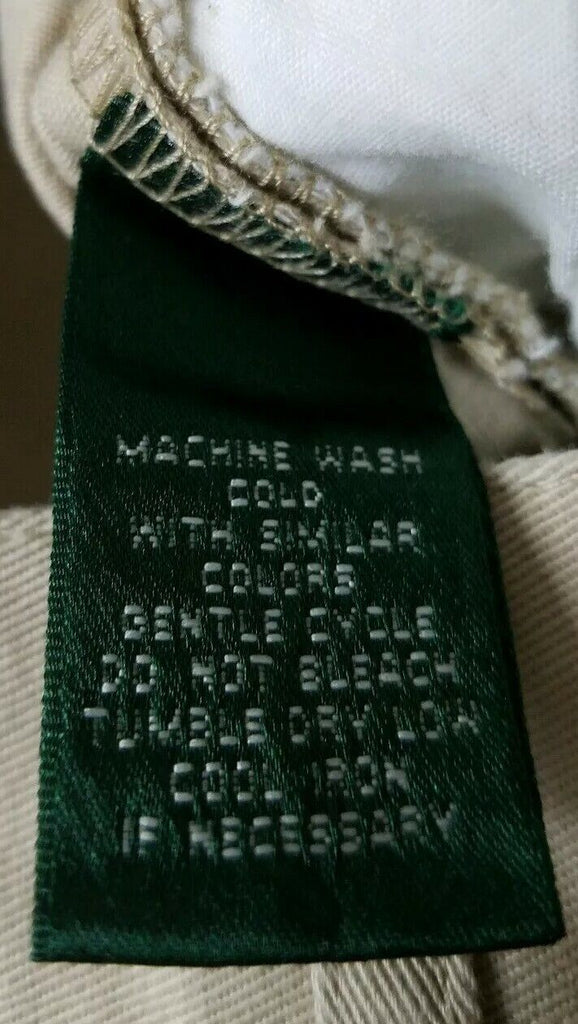 MACHINE WASH
COLD
WITH SIMILAR
COLORS
GENTLE CYCLE
DO NOT BLEACH
TUMBLE DRY LOW
COOL IRON
IF NECESSARY